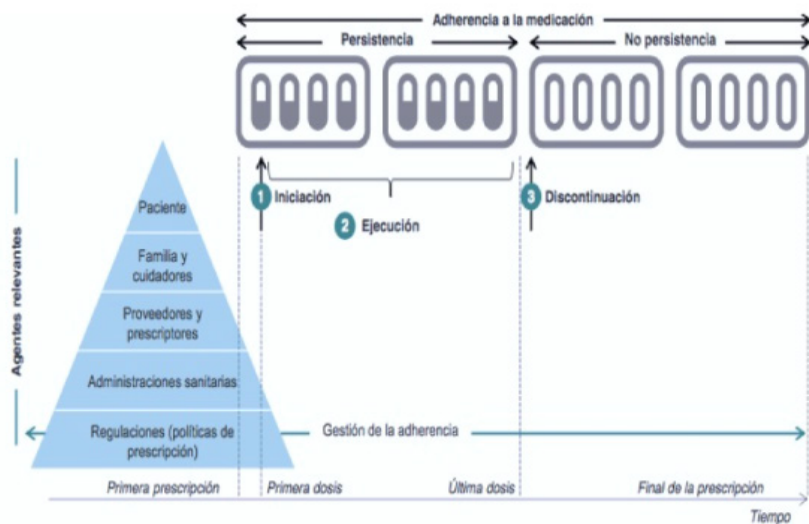 Adherencia a la medicación
Persistencia
No persistencia
1 Iniciación
2 Ejecución
3 Discontinuación
Agentes relevantes
Paciente
Familia y
cuidadores
Proveedores y
prescriptores
Administraciones sanitarias
Regulaciones (políticas de
prescripción)
Gestión de la adherencia
Primera prescripción
Primera dosis
Última dosis
Final de la prescripción
Tiempo